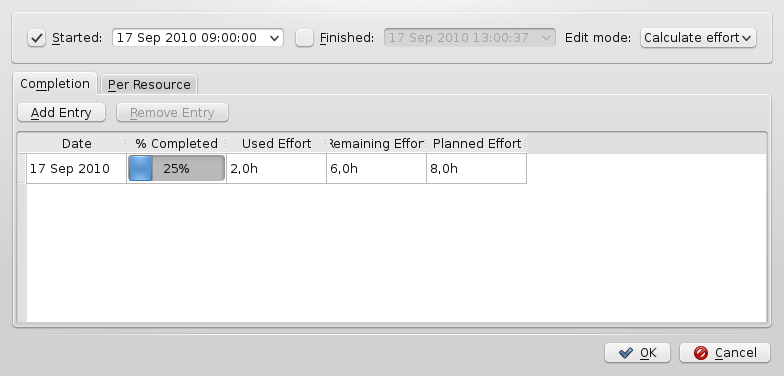 Started: 17 Sep 2010 09:00:00 Finished: 17 Sep 2010 13:00:37 Edit mode: Calculate effort
Completion Per Resource
Add Entry Remove Entry
Date % Completed Used Effort Remaining Effor Planned Effort
17 Sep 2010 25% 2,0h 6,0h 8,0h
OK Cancel